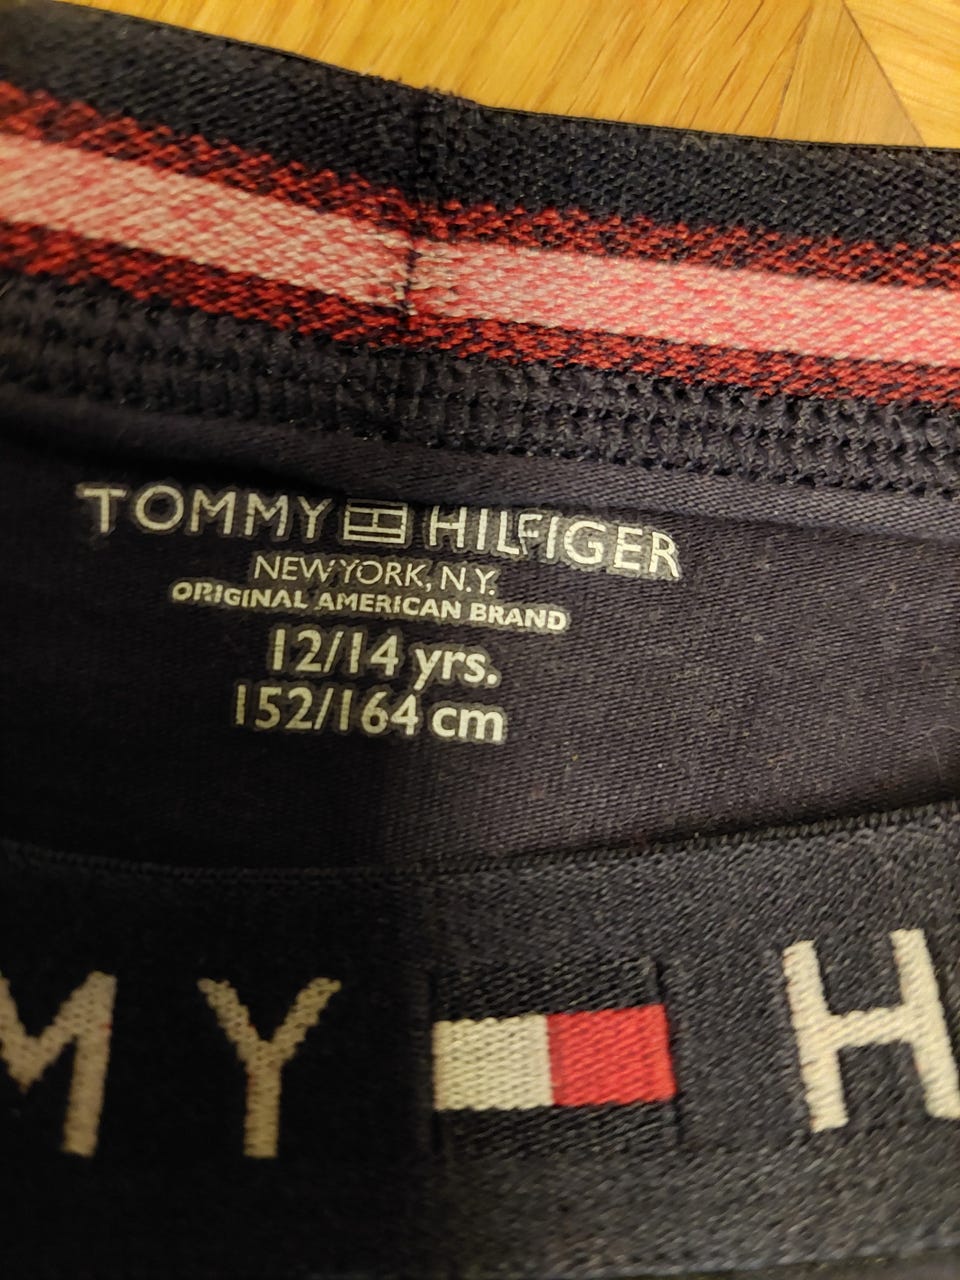 TOMMY HILFIGER
NEW YORK, N.Y.
ORIGINAL AMERICAN BRAND
12/14 yrs.
152/164 cm
MY H